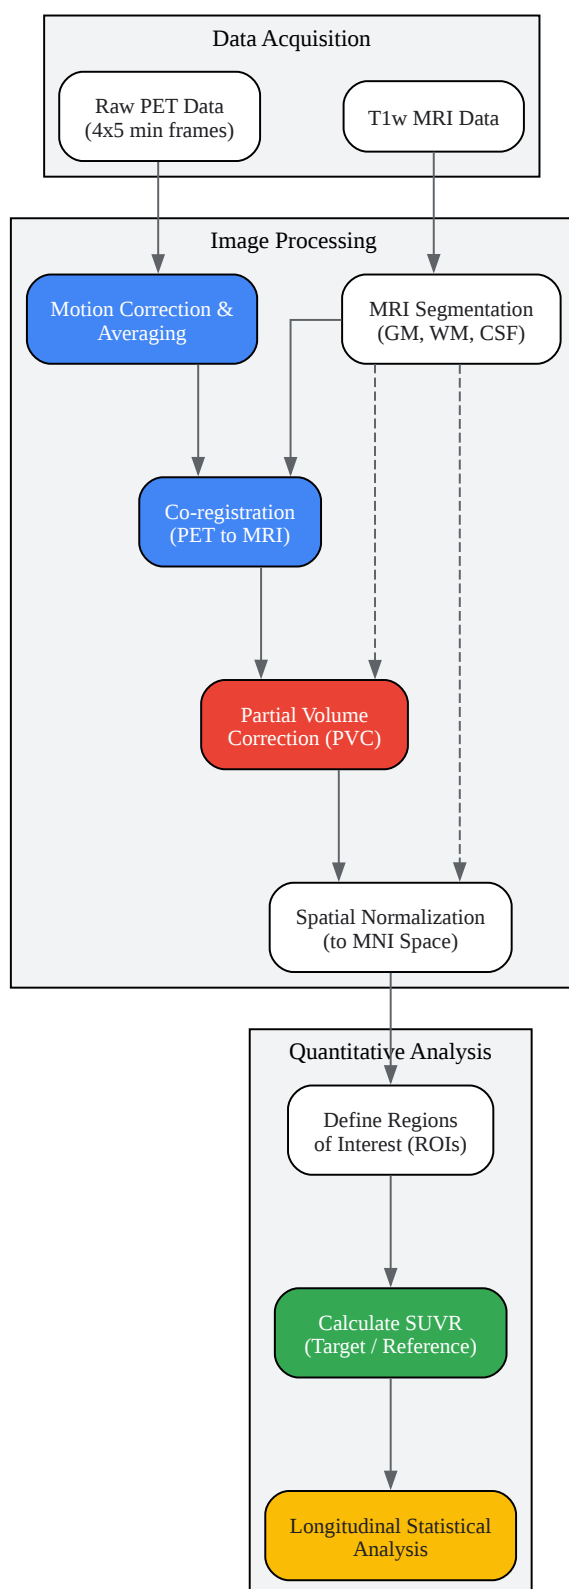 Data Acquisition
Raw PET Data
(4x5 min frames)
T1w MRI Data
Image Processing
Motion Correction &
Averaging
MRI Segmentation
(GM, WM, CSF)
Co-registration
(PET to MRI)
Partial Volume
Correction (PVC)
Spatial Normalization
(to MNI Space)
Quantitative Analysis
Define Regions
of Interest (ROIs)
Calculate SUVR
(Target / Reference)
Longitudinal Statistical
Analysis